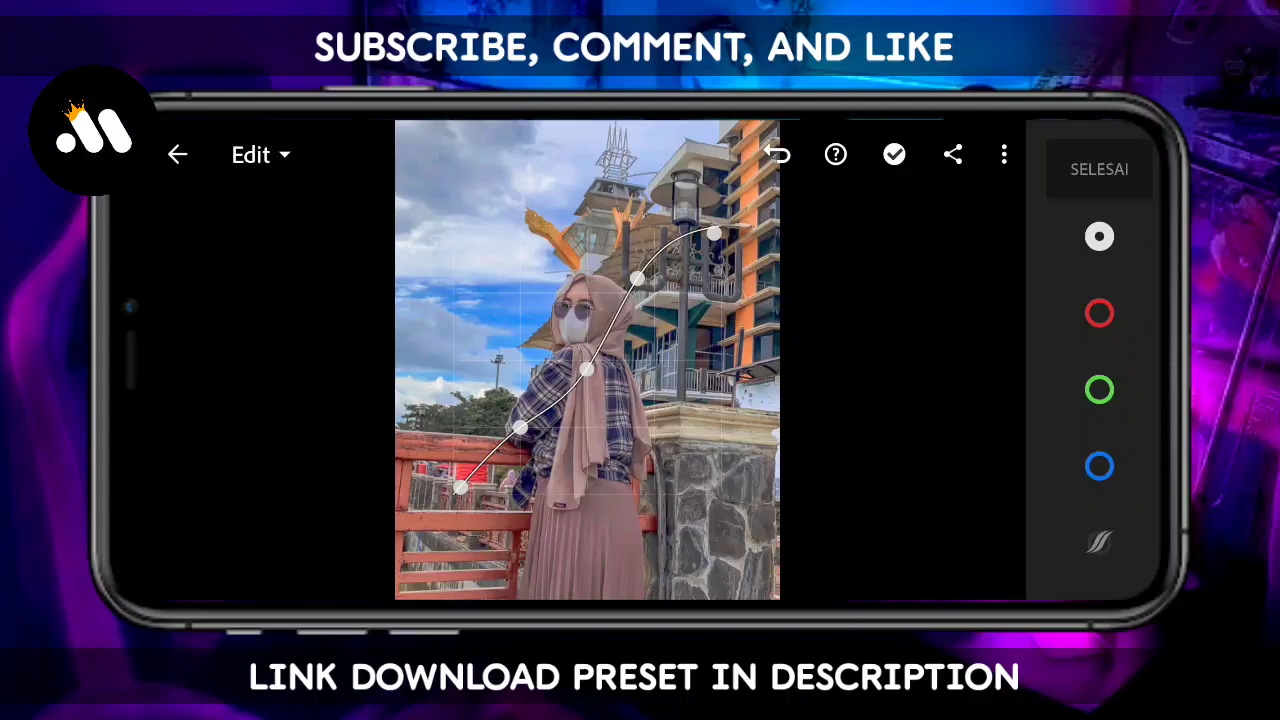 SUBSCRIBE, COMMENT, AND LIKE
Edit
SELESAI
LINK DOWNLOAD PRESET IN DESCRIPTION